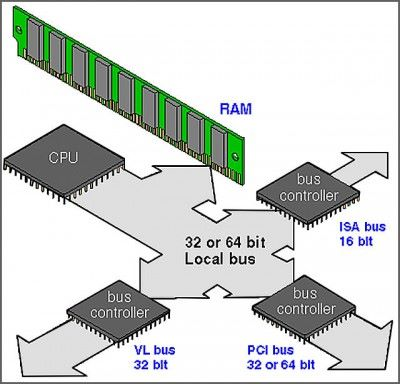 RAM
CPU
bus
controller
ISA bus
16 bit
32 or 64 bit
Local bus
bus
controller
VL bus
32 bit
bus
controller
PCI bus
32 or 64 bit